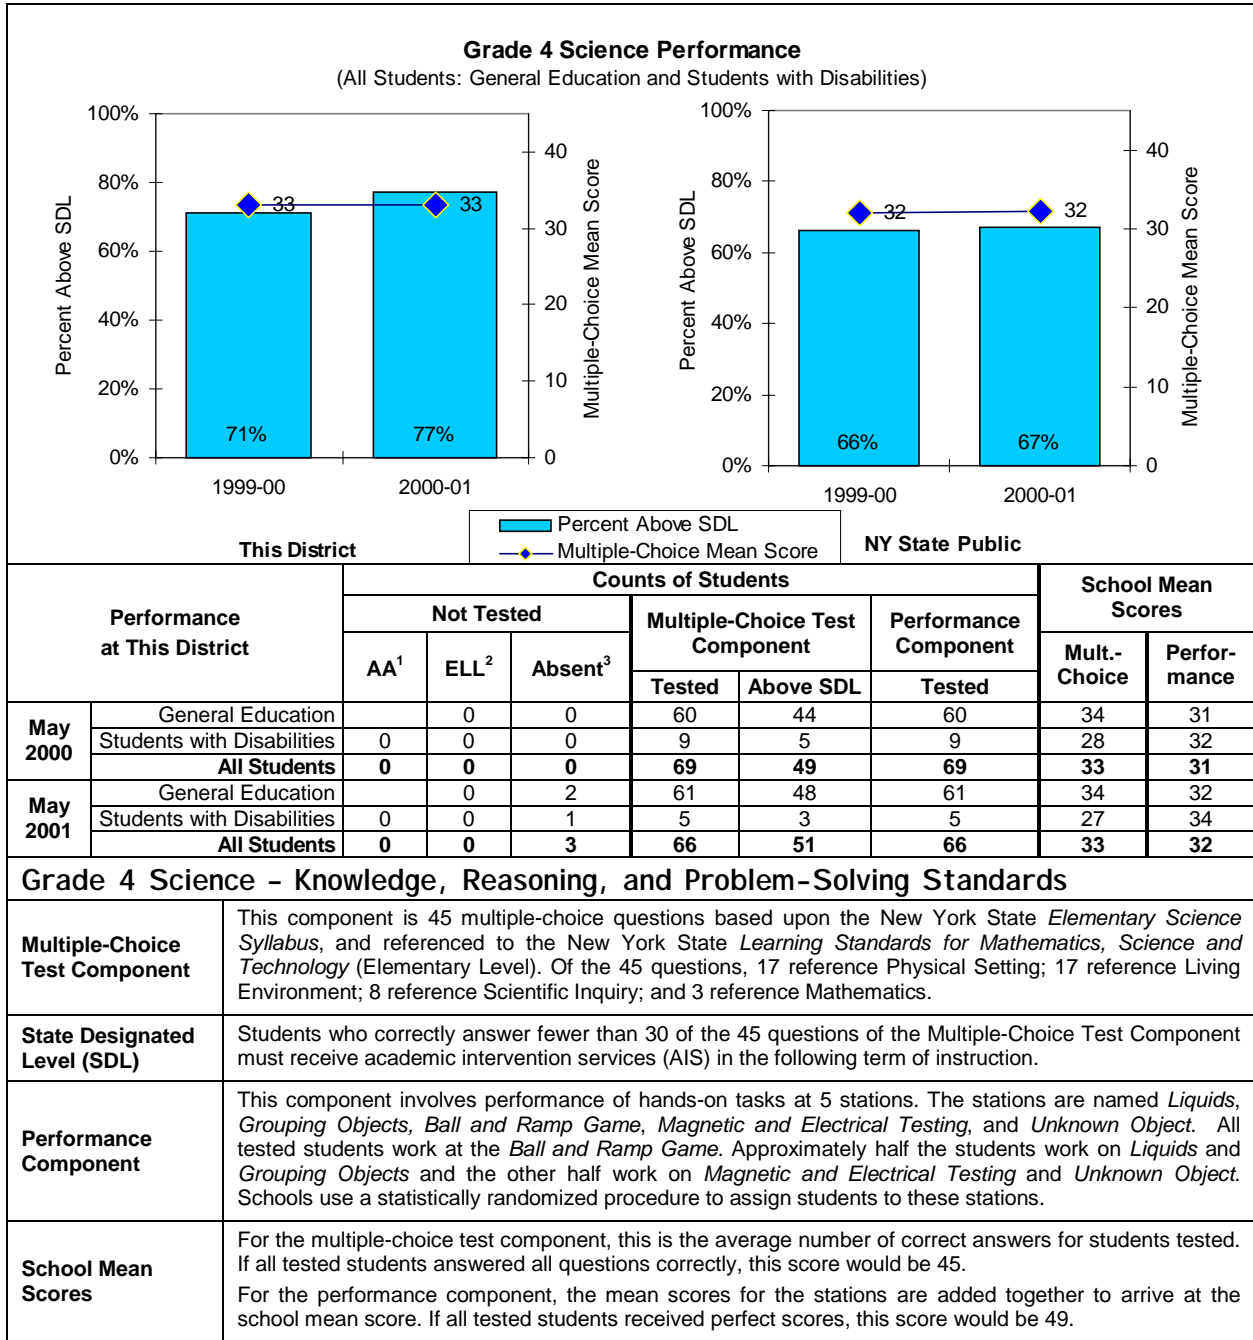 Grade 4 Science Performance
(All Students: General Education and Students with Disabilities)
100%
80%
60%
40%
20%
0%
Percent Above SDL
33
33
71%
77%
1999-00
2000-01
40
30
20
10
0
Multiple-Choice Mean Score
This District
100%
80%
60%
40%
20%
0%
Percent Above SDL
32
32
66%
67%
1999-00
2000-01
40
30
20
10
0
Multiple-Choice Mean Score
NY State Public
Percent Above SDL
Multiple-Choice Mean Score
Performance
at This District
Counts of Students
School Mean
Scores
Not Tested
Multiple-Choice Test
Component
Performance
Component
Mult.-
Choice
Perfor-
mance
AA1 ELL2 Absent3
Tested Above SDL Tested
May
2000
General Education 0 0 60 44 60 34 31
Students with Disabilities 0 0 0 9 5 9 28 32
All Students 0 0 0 69 49 69 33 31
May
2001
General Education 0 2 61 48 61 34 32
Students with Disabilities 0 0 1 5 3 5 27 34
All Students 0 0 3 66 51 66 33 32
Grade 4 Science – Knowledge, Reasoning, and Problem-Solving Standards
Multiple-Choice
Test Component
This component is 45 multiple-choice questions based upon the New York State Elementary Science
Syllabus, and referenced to the New York State Learning Standards for Mathematics, Science and
Technology (Elementary Level). Of the 45 questions, 17 reference Physical Setting; 17 reference Living
Environment; 8 reference Scientific Inquiry; and 3 reference Mathematics.
State Designated
Level (SDL)
Students who correctly answer fewer than 30 of the 45 questions of the Multiple-Choice Test Component
must receive academic intervention services (AIS) in the following term of instruction.
Performance
Component
This component involves performance of hands-on tasks at 5 stations. The stations are named Liquids,
Grouping Objects, Ball and Ramp Game, Magnetic and Electrical Testing, and Unknown Object. All
tested students work at the Ball and Ramp Game. Approximately half the students work on Liquids and
Grouping Objects and the other half work on Magnetic and Electrical Testing and Unknown Object.
Schools use a statistically randomized procedure to assign students to these stations.
School Mean
Scores
For the multiple-choice test component, this is the average number of correct answers for students tested.
If all tested students answered all questions correctly, this score would be 45.
For the performance component, the mean scores for the stations are added together to arrive at the
school mean score. If all tested students received perfect scores, this score would be 49.